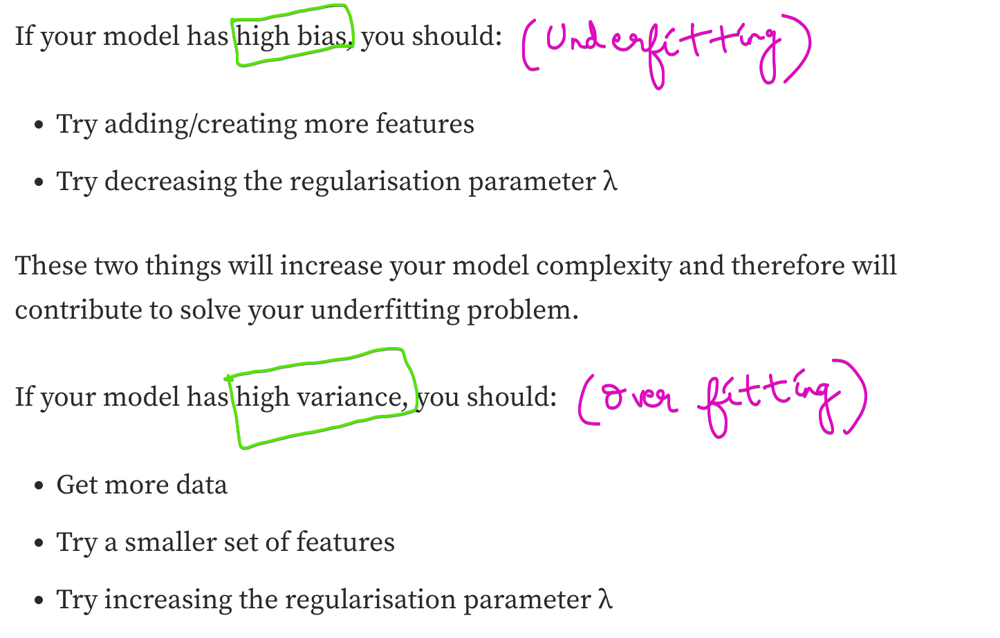 If your model has high bias, you should: (Underfitting)
• Try adding/creating more features
• Try decreasing the regularisation parameter λ
These two things will increase your model complexity and therefore will
contribute to solve your underfitting problem.
If your model has high variance, you should: (Over fitting)
• Get more data
• Try a smaller set of features
• Try increasing the regularisation parameter λ